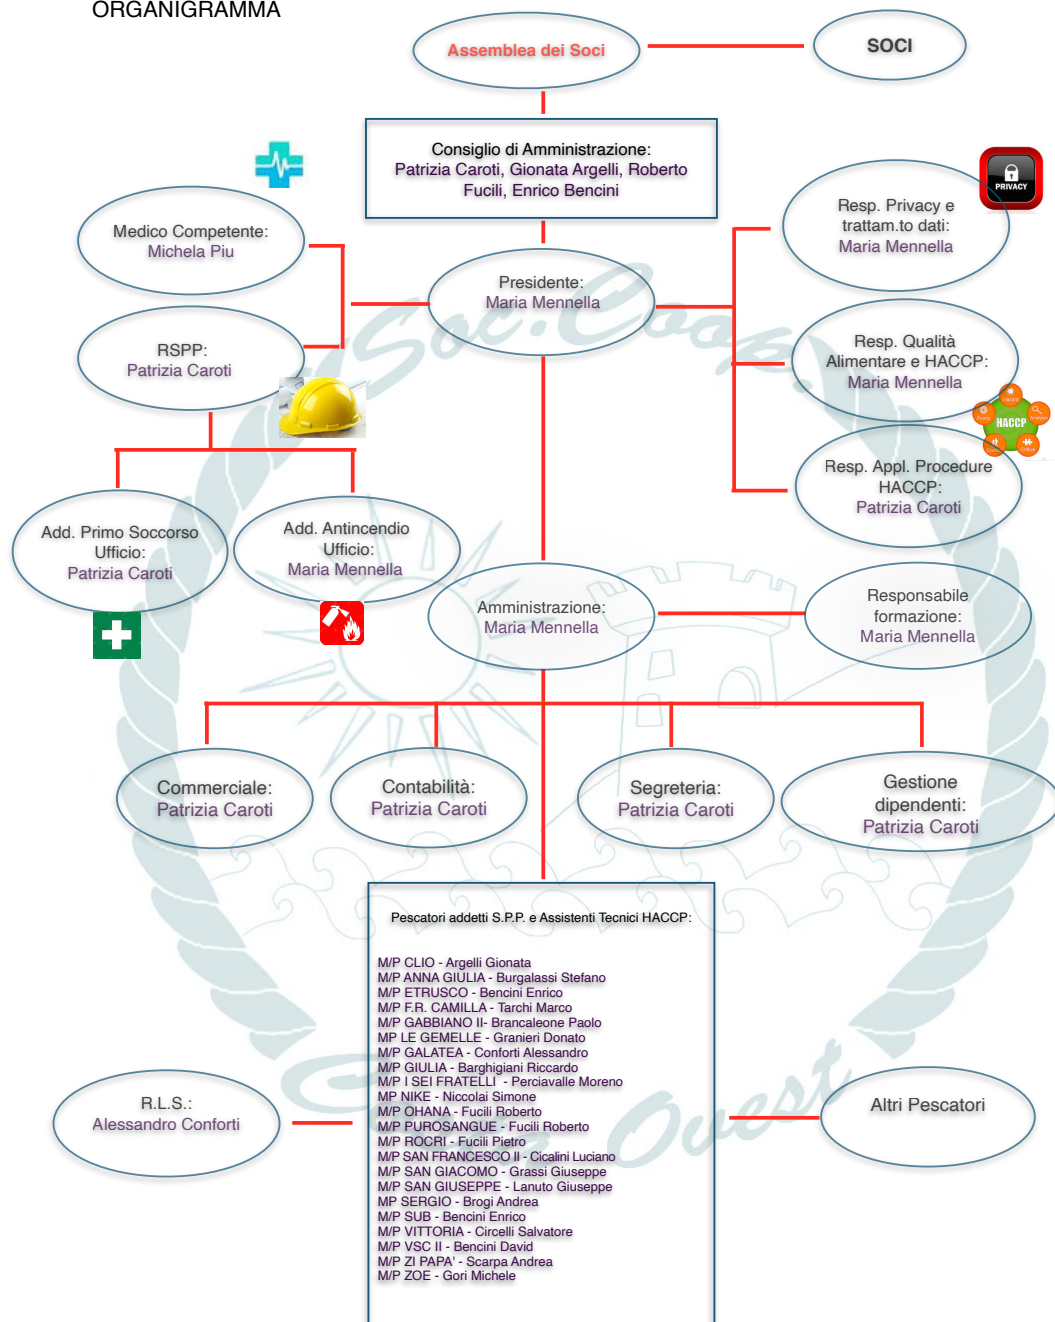 ORGANIGRAMMA
Assemblea dei Soci
SOCI
Consiglio di Amministrazione:
Patrizia Caroti, Gionata Argelli, Roberto
Fucili, Enrico Bencini
PRIVACY
Medico Competente:
Michela Piu
Resp. Privacy e
trattam.to dati:
Maria Mennella
Presidente:
Maria Mennella
RSPP:
Patrizia Caroti
Resp. Qualità
Alimentare e HACCP:
Maria Mennella
HACCP
Resp. Appl. Procedure
HACCP:
Patrizia Caroti
Add. Primo Soccorso
Ufficio:
Patrizia Caroti
Add. Antincendio
Ufficio:
Maria Mennella
Amministrazione:
Maria Mennella
Responsabile
formazione:
Maria Mennella
Commerciale:
Patrizia Caroti
Contabilità:
Patrizia Caroti
Segreteria:
Patrizia Caroti
Gestione
dipendenti:
Patrizia Caroti
Pescatori addetti S.P.P. e Assistenti Tecnici HACCP:
M/P CLIO - Argelli Gionata
M/P ANNA GIULIA - Burgalassi Stefano
M/P ETRUSCO - Bencini Enrico
M/P F.R. CAMILLA - Tarchi Marco
M/P GABBIANO II- Brancaleone Paolo
MP LE GEMELLE - Granieri Donato
M/P GALATEA - Conforti Alessandro
M/P GIULIA - Barghigiani Riccardo
M/P I SEI FRATELLI - Perciavalle Moreno
MP NIKE - Niccolai Simone
M/P OHANA - Fucili Roberto
M/P PUROSANGUE - Fucili Roberto
M/P ROCRI - Fucili Pietro
M/P SAN FRANCESCO II - Cicalini Luciano
M/P SAN GIACOMO - Grassi Giuseppe
M/P SAN GIUSEPPE - Lanuto Giuseppe
MP SERGIO - Brogi Andrea
M/P SUB - Bencini Enrico
M/P VITTORIA - Circelli Salvatore
M/P VSC II - Bencini David
M/P ZI PAPA' - Scarpa Andrea
M/P ZOE - Gori Michele
R.L.S.:
Alessandro Conforti
Altri Pescatori
Soc. Coop.
Ouest